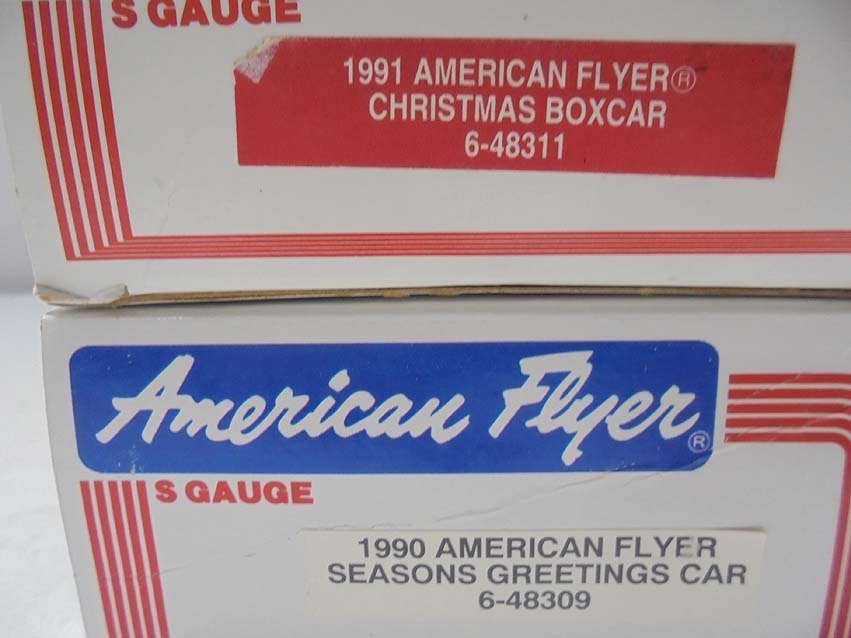 S GAUGE
1991 AMERICAN FLYER®
CHRISTMAS BOXCAR
6-48311
American Flyer®
S GAUGE
1990 AMERICAN FLYER
SEASONS GREETINGS CAR
6-48309